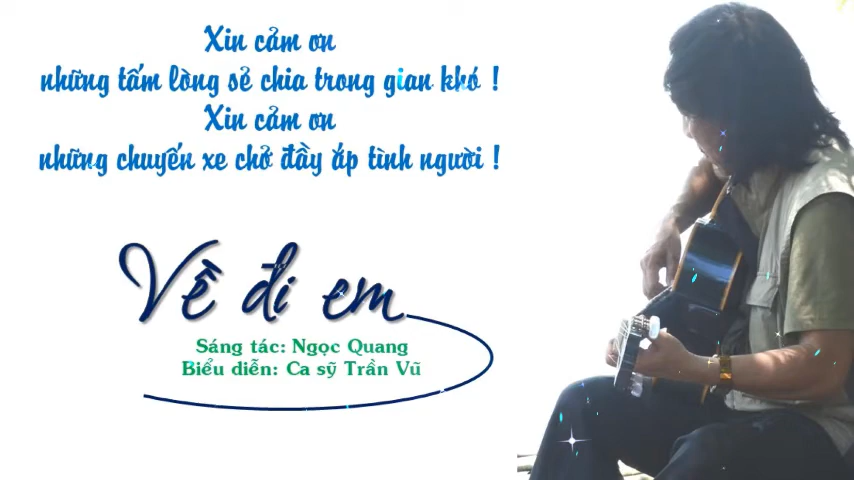 Xin cảm ơn
những tấm lòng sẻ chia trong gian khó !
Xin cảm ơn
những chuyến xe chở đầy ắp tình người !
Về đi em
Sáng tác: Ngọc Quang
Biểu diễn: Ca sỹ Trần Vũ